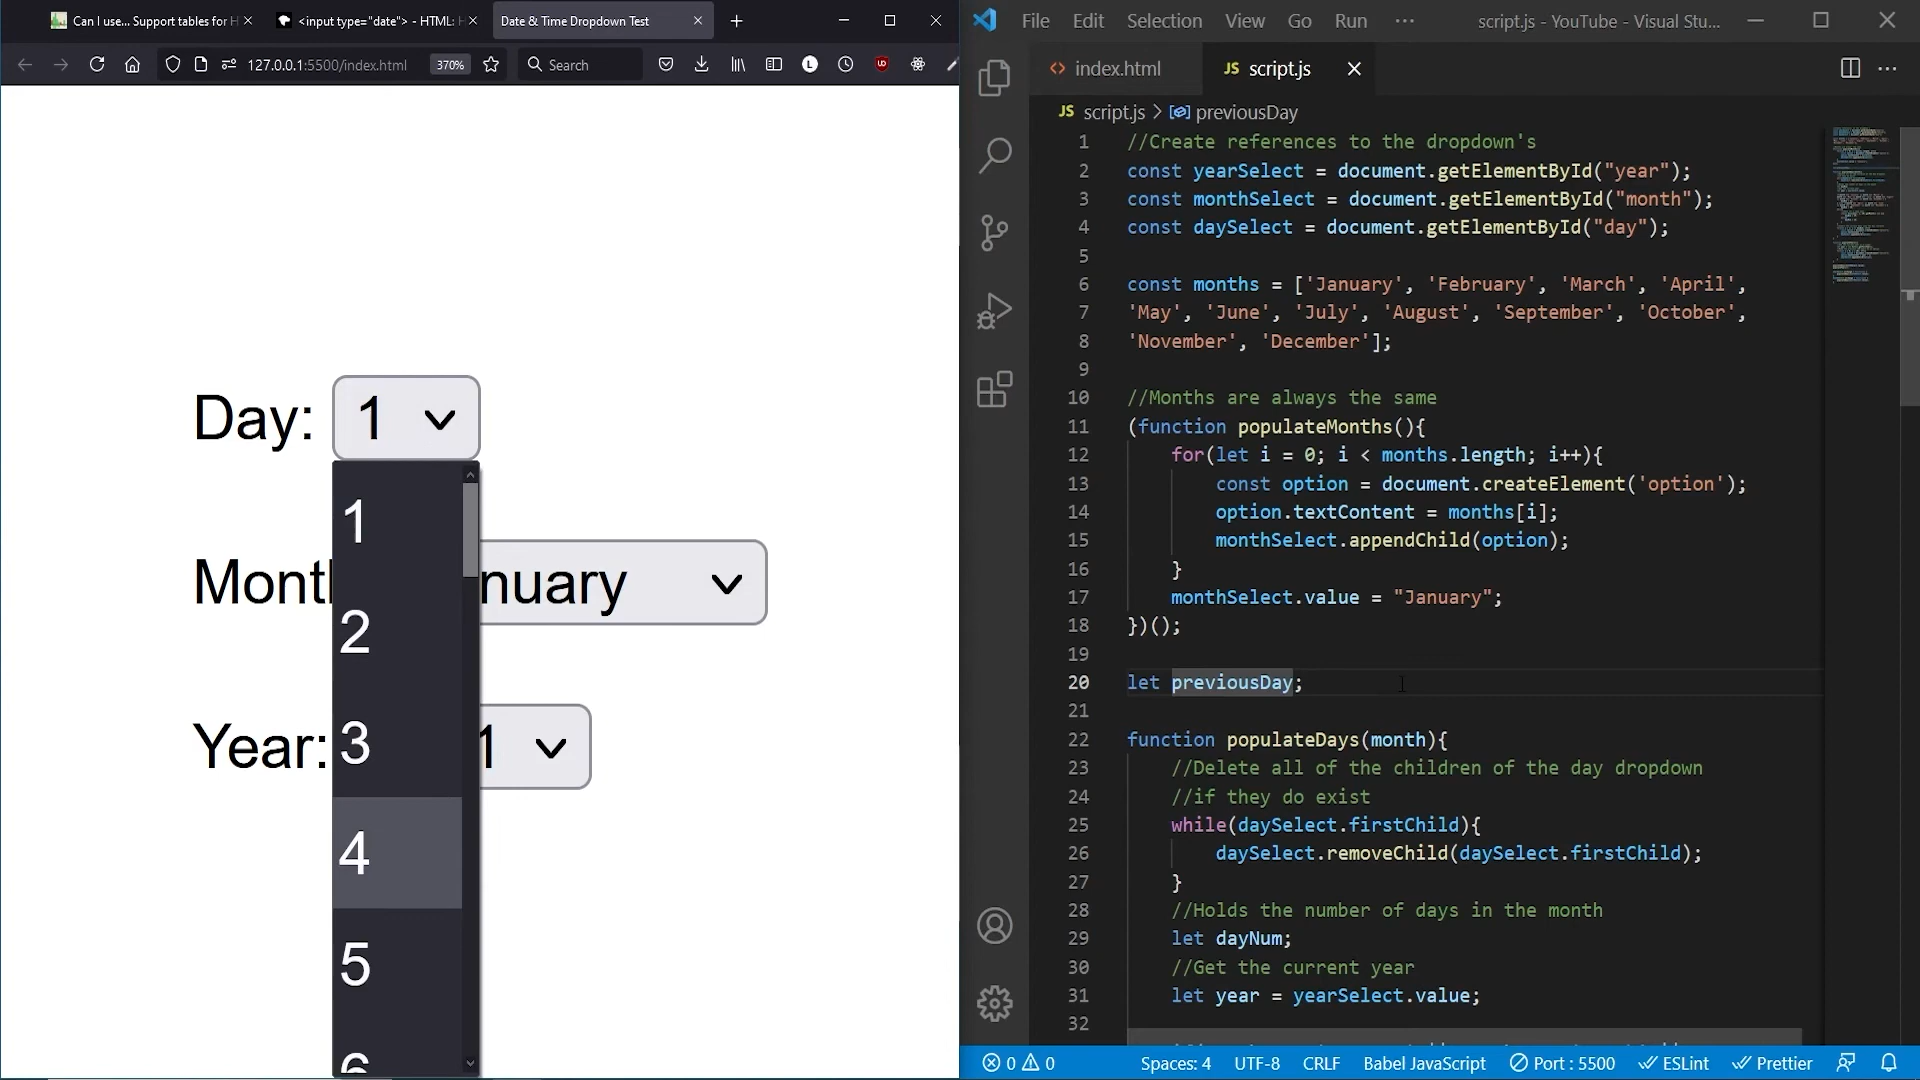 Can I use... Support tables for H
<input type="date"> - HTML: H
Date & Time Dropdown Test
127.0.0.1:5500/index.html
370%
Search
L
Day: 1
1
2
3
4
5
6
Mont
nuary
Year:
1
File Edit Selection View Go Run ···
script.js - YouTube - Visual Stu...
index.html
JS script.js
JS script.js > previousDay
1 //Create references to the dropdown's
2 const yearSelect = document.getElementById("year");
3 const monthSelect = document.getElementById("month");
4 const daySelect = document.getElementById("day");
5
6 const months = ['January', 'February', 'March', 'April',
7 'May', 'June', 'July', 'August', 'September', 'October',
8 'November', 'December'];
9
10 //Months are always the same
11 (function populateMonths(){
12 for(let i = 0; i < months.length; i++){
13 const option = document.createElement('option');
14 option.textContent = months[i];
15 monthSelect.appendChild(option);
16 }
17 monthSelect.value = "January";
18 })();
19
20 let previousDay;
21
22 function populateDays(month){
23 //Delete all of the children of the day dropdown
24 //if they do exist
25 while(daySelect.firstChild){
26 daySelect.removeChild(daySelect.firstChild);
27 }
28 //Holds the number of days in the month
29 let dayNum;
30 //Get the current year
31 let year = yearSelect.value;
32
0 0
Spaces: 4 UTF-8 CRLF Babel JavaScript Port : 5500 ESLint Prettier